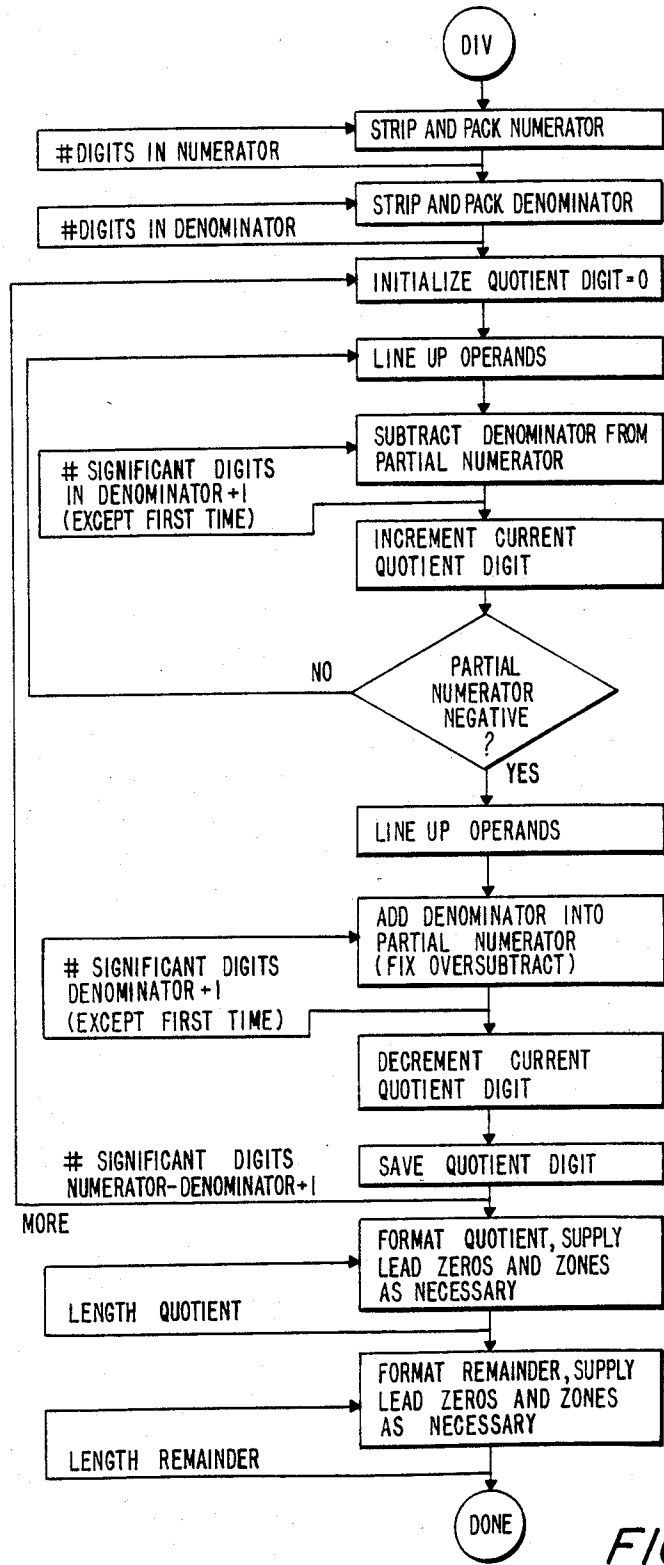 DIV
STRIP AND PACK NUMERATOR
#DIGITS IN NUMERATOR
STRIP AND PACK DENOMINATOR
#DIGITS IN DENOMINATOR
INITIALIZE QUOTIENT DIGIT=0
LINE UP OPERANDS
SUBTRACT DENOMINATOR FROM
PARTIAL NUMERATOR
# SIGNIFICANT DIGITS
IN DENOMINATOR+1
(EXCEPT FIRST TIME)
INCREMENT CURRENT
QUOTIENT DIGIT
NO
PARTIAL
NUMERATOR
NEGATIVE
?
YES
LINE UP OPERANDS
ADD DENOMINATOR INTO
PARTIAL NUMERATOR
(FIX OVERSUBTRACT)
# SIGNIFICANT DIGITS
DENOMINATOR+1
(EXCEPT FIRST TIME)
DECREMENT CURRENT
QUOTIENT DIGIT
SAVE QUOTIENT DIGIT
# SIGNIFICANT DIGITS
NUMERATOR-DENOMINATOR+1
MORE
FORMAT QUOTIENT, SUPPLY
LEAD ZEROS AND ZONES
AS NECESSARY
LENGTH QUOTIENT
FORMAT REMAINDER, SUPPLY
LEAD ZEROS AND ZONES
AS NECESSARY
LENGTH REMAINDER
DONE